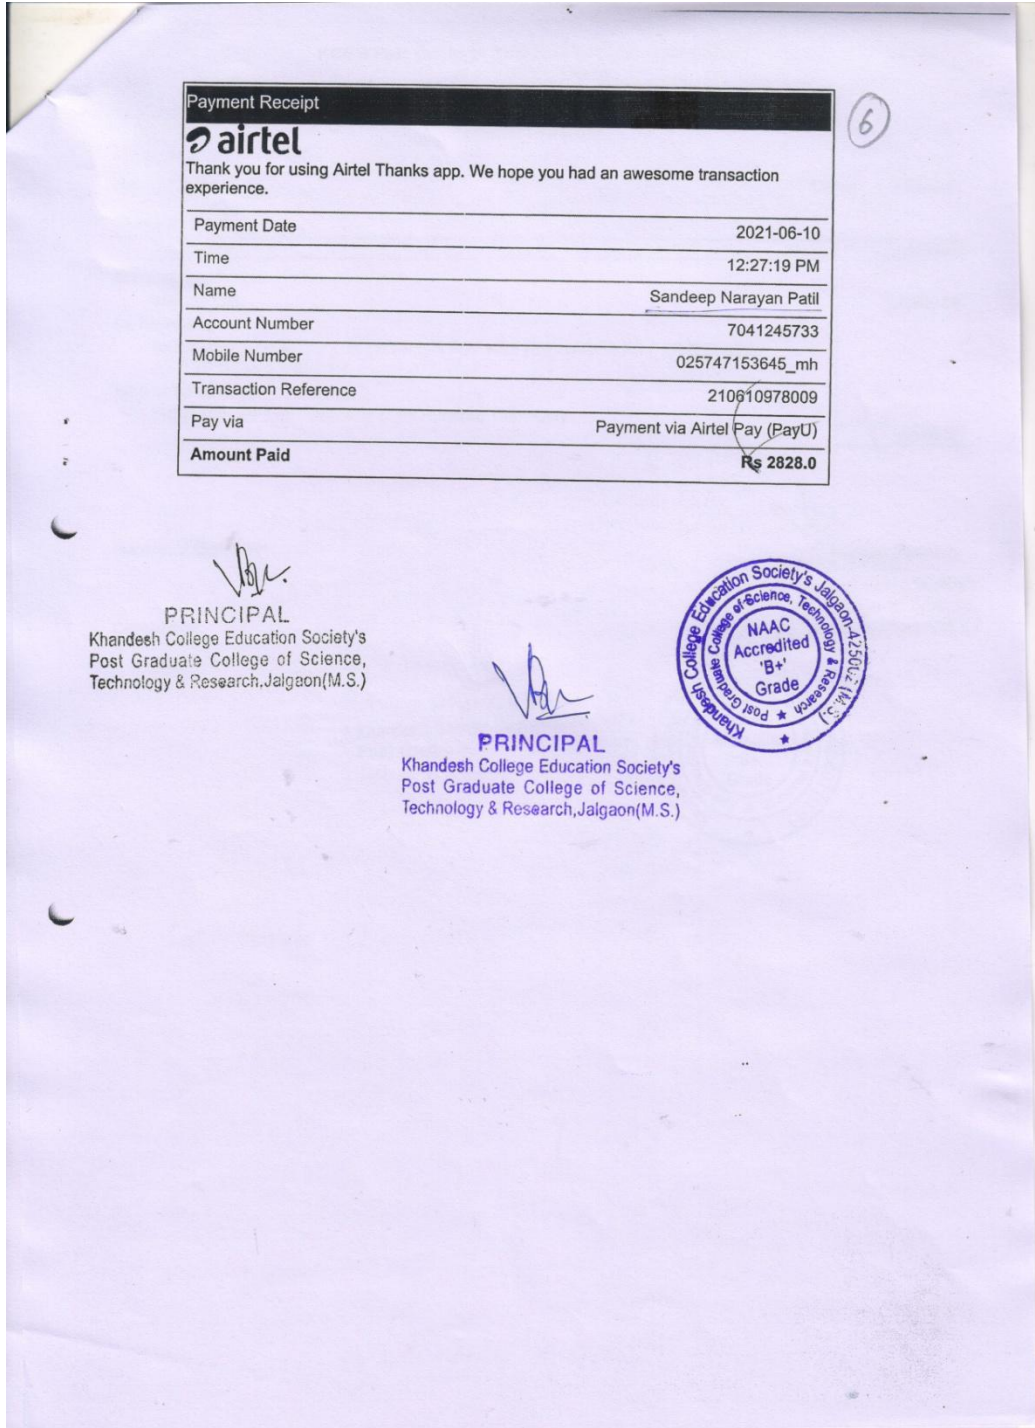 Payment Receipt
6
airtel
Thank you for using Airtel Thanks app. We hope you had an awesome transaction
experience.
Payment Date 2021-06-10
Time 12:27:19 PM
Name Sandeep Narayan Patil
Account Number 7041245733
Mobile Number 025747153645_mh
Transaction Reference 210610978009
Pay via Payment via Airtel Pay (PayU)
Amount Paid Rs 2828.0
PRINCIPAL
Khandesh College Education Society's
Post Graduate College of Science,
Technology & Research,Jalgaon(M.S.)
PRINCIPAL
Khandesh College Education Society's
Post Graduate College of Science,
Technology & Research,Jalgaon(M.S.)
Khandesh College Education Society's Jalgaon-425002 (M.S.)
Post Graduate College of Science, Technology & Research
NAAC
Accredited
'B+'
Grade